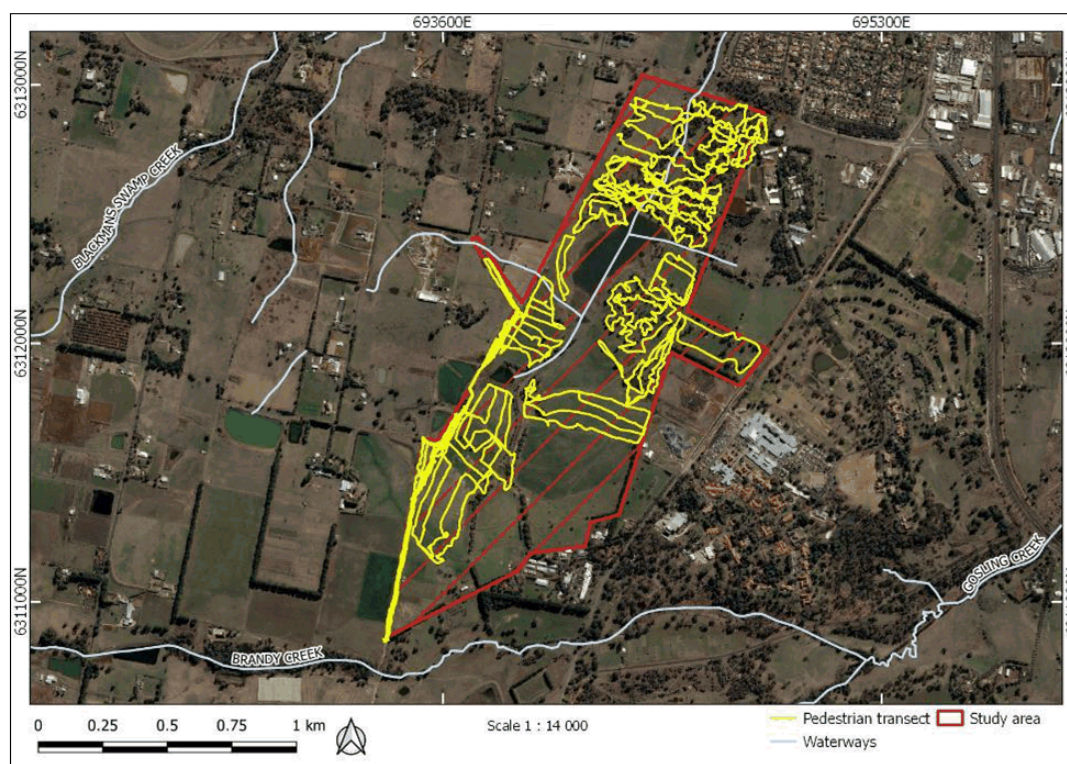 693600E 695300E
6313000N
6312000N
6311000N
BLACKMANS SWAMP CREEK
GOSLING CREEK
BRANDY CREEK
0 0.25 0.5 0.75 1 km
Scale 1 : 14 000
Pedestrian transect Study area
Waterways